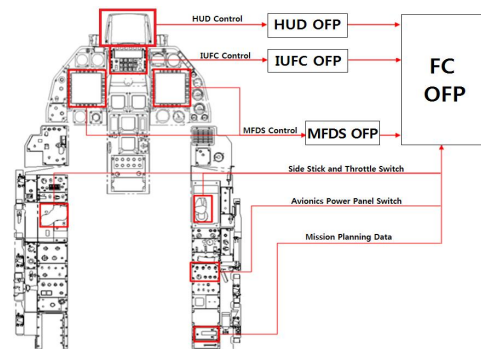 HUD Control
HUD OFP
IUFC Control
IUFC OFP
FC
OFP
MFDS Control
MFDS OFP
Side Stick and Throttle Switch
Avionics Power Panel Switch
Mission Planning Data